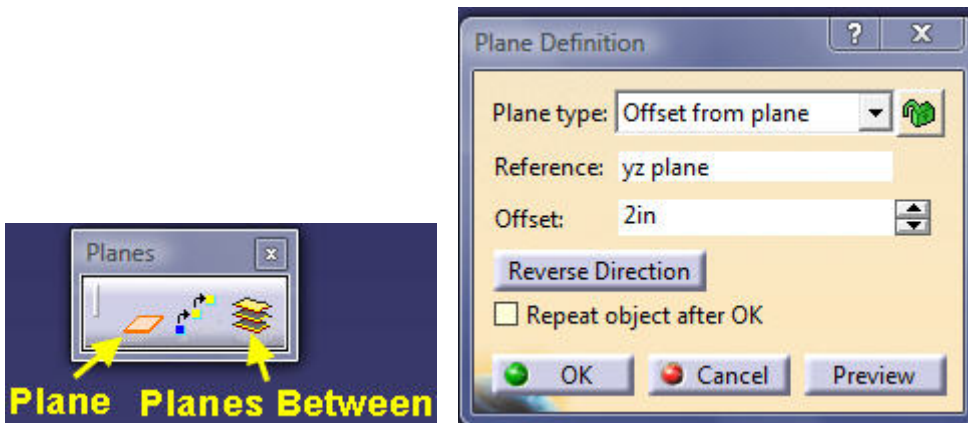 Planes
Plane Planes Between
Plane Definition
Plane type: Offset from plane
Reference: yz plane
Offset: 2in
Reverse Direction
Repeat object after OK
OK Cancel Preview